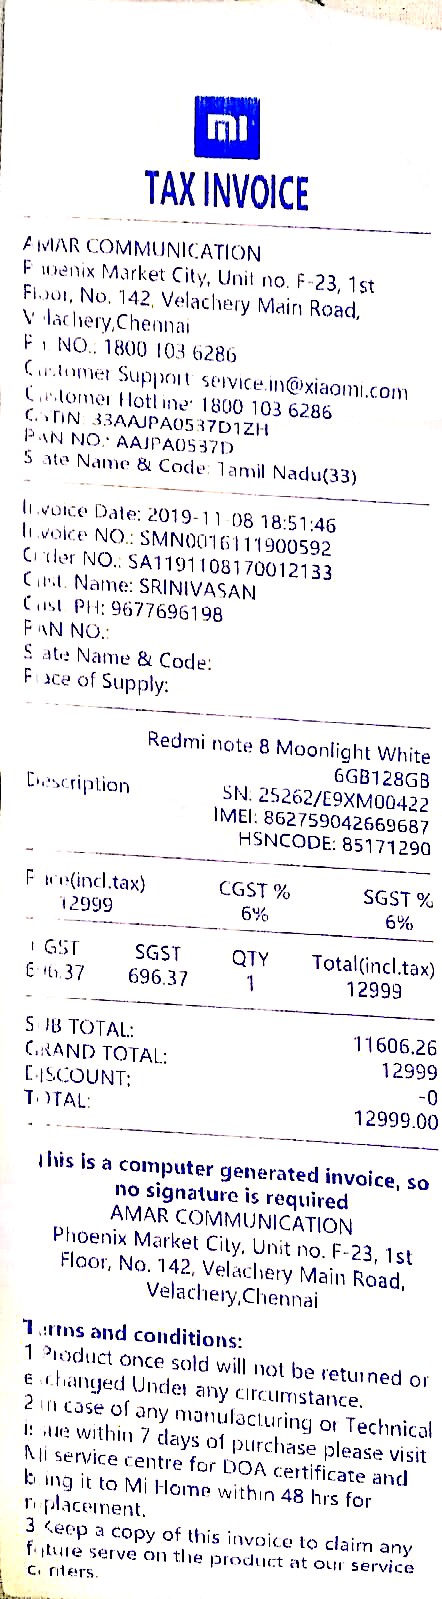 mi
TAX INVOICE
AMAR COMMUNICATION
Phoenix Market City, Unit no. F-23, 1st
Floor, No. 142, Velachery Main Road,
Velachery,Chennai
PH NO.: 1800 103 6286
Customer Support: service.in@xiaomi.com
Customer Hotline: 1800 103 6286
GSTIN: 33AAJPA0537D1ZH
PAN NO.: AAJPA0537D
State Name & Code: Tamil Nadu(33)
Invoice Date: 2019-11-08 18:51:46
Invoice NO.: SMN0016111900592
Order NO.: SA1191108170012133
Cust. Name: SRINIVASAN
Cust. PH: 9677696198
PAN NO.:
State Name & Code:
Place of Supply:
Redmi note 8 Moonlight White
6GB128GB
Description
SN: 25262/E9XM00422
IMEI: 862759042669687
HSNCODE: 85171290
Price(incl.tax) CGST % SGST %
12999 6% 6%
CGST SGST QTY Total(incl.tax)
696.37 696.37 1 12999
SUB TOTAL: 11606.26
GRAND TOTAL: 12999
DISCOUNT: -0
TOTAL: 12999.00
This is a computer generated invoice, so
no signature is required
AMAR COMMUNICATION
Phoenix Market City, Unit no. F-23, 1st
Floor, No. 142, Velachery Main Road,
Velachery,Chennai
Terms and conditions:
1 Product once sold will not be returned or
exchanged Under any circumstance.
2 In case of any manufacturing or Technical
issue within 7 days of purchase please visit
Mi service centre for DOA certificate and
bring it to Mi Home within 48 hrs for
replacement.
3 Keep a copy of this invoice to claim any
future serve on the product at our service
centers.